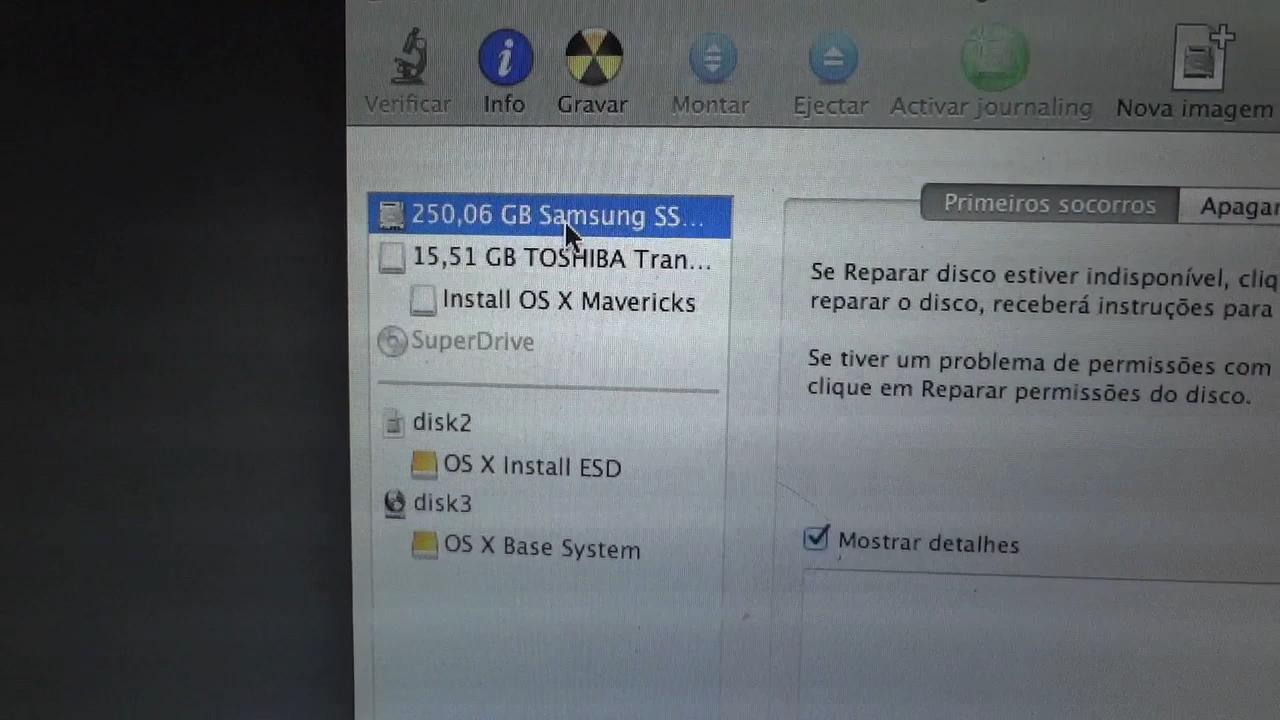 Verificar
Info
Gravar
Montar
Ejectar
Activar journaling
Nova imagem
250,06 GB Samsung SS...
15,51 GB TOSHIBA Tran...
Install OS X Mavericks
SuperDrive
disk2
OS X Install ESD
disk3
OS X Base System
Primeiros socorros
Apagar
Se Reparar disco estiver indisponível, cliq
reparar o disco, receberá instruções para
Se tiver um problema de permissões com
clique em Reparar permissões do disco.
Mostrar detalhes